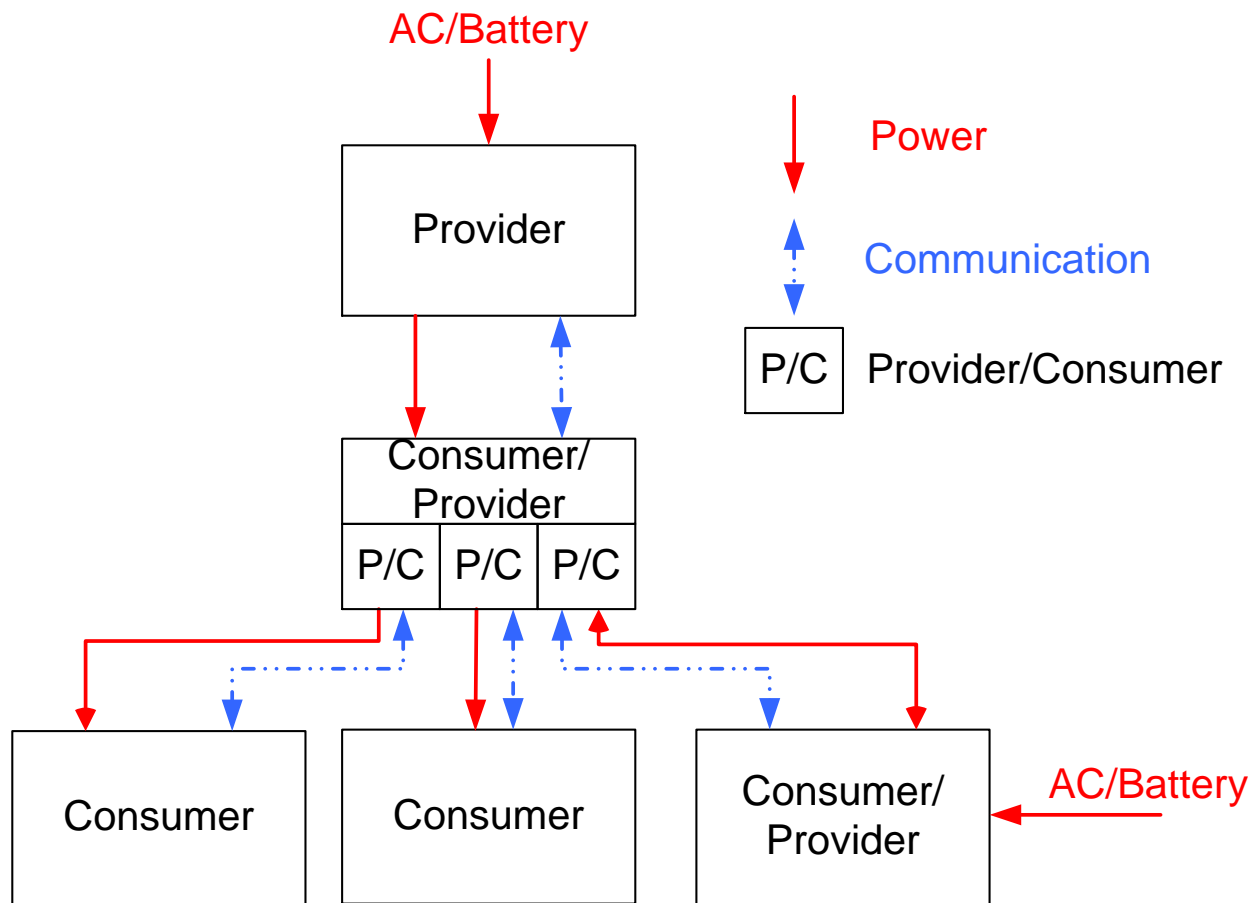 AC/Battery
Power
Provider
Communication
P/C
Provider/Consumer
Consumer/
Provider
P/C
P/C
P/C
Consumer
Consumer
Consumer/
Provider
AC/Battery